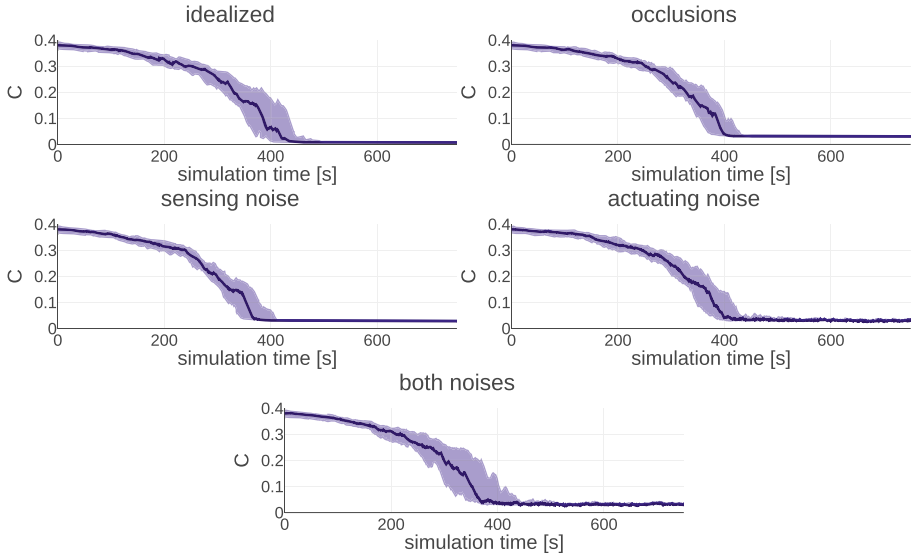 idealized
0.4
0.3
0.2
0.1
0
C
0 200 400 600
simulation time [s]
occlusions
0.4
0.3
0.2
0.1
0
C
0 200 400 600
simulation time [s]
sensing noise
0.4
0.3
0.2
0.1
0
C
0 200 400 600
simulation time [s]
actuating noise
0.4
0.3
0.2
0.1
0
C
0 200 400 600
simulation time [s]
both noises
0.4
0.3
0.2
0.1
0
C
0 200 400 600
simulation time [s]